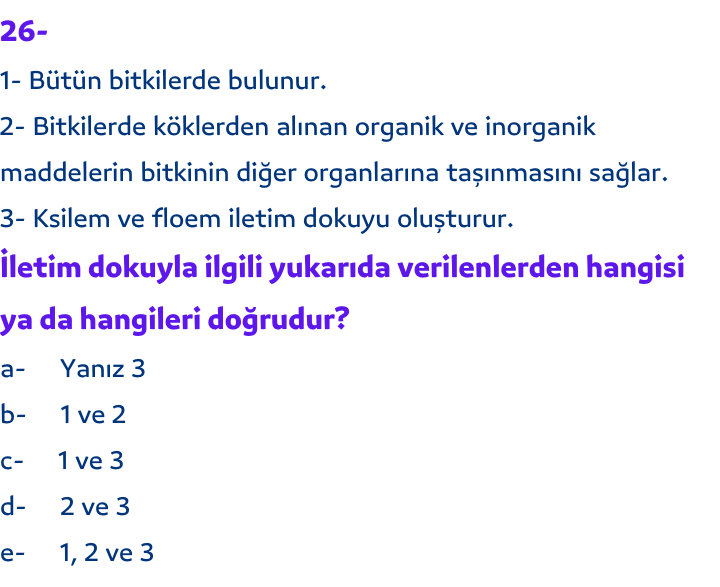 26-
1- Bütün bitkilerde bulunur.
2- Bitkilerde köklerden alınan organik ve inorganik
maddelerin bitkinin diğer organlarına taşınmasını sağlar.
3- Ksilem ve floem iletim dokuyu oluşturur.
İletim dokuyla ilgili yukarıda verilenlerden hangisi
ya da hangileri doğrudur?
a- Yanız 3
b- 1 ve 2
c- 1 ve 3
d- 2 ve 3
e- 1, 2 ve 3